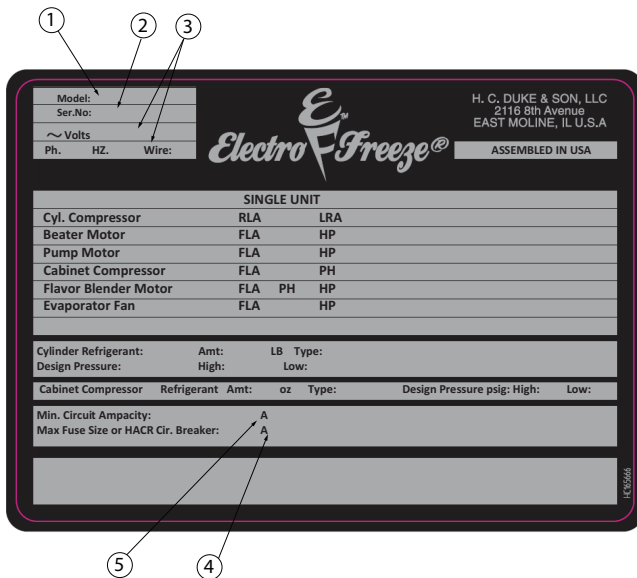 1 2 3
Model:
Ser.No:
~ Volts
Ph. HZ. Wire:
Electro Freeze®
EF™
H. C. DUKE & SON, LLC
2116 8th Avenue
EAST MOLINE, IL U.S.A
ASSEMBLED IN USA
SINGLE UNIT
Cyl. Compressor RLA LRA
Beater Motor FLA HP
Pump Motor FLA HP
Cabinet Compressor FLA PH
Flavor Blender Motor FLA PH HP
Evaporator Fan FLA HP
Cylinder Refrigerant: Amt: LB Type:
Design Pressure: High: Low:
Cabinet Compressor Refrigerant Amt: oz Type: Design Pressure psig: High: Low:
Min. Circuit Ampacity: A
Max Fuse Size or HACR Cir. Breaker: A
HC165666
5 4